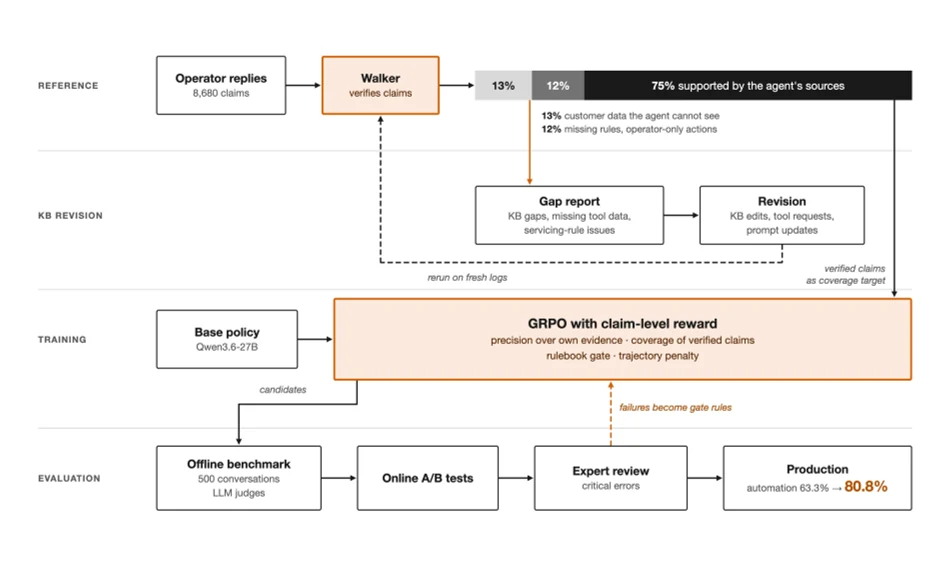 REFERENCE
Operator replies
8,680 claims
Walker
verifies claims
13%
12%
75% supported by the agent's sources
13% customer data the agent cannot see
12% missing rules, operator-only actions
KB REVISION
Gap report
KB gaps, missing tool data,
servicing-rule issues
Revision
KB edits, tool requests,
prompt updates
rerun on fresh logs
verified claims
as coverage target
TRAINING
Base policy
Qwen3.6-27B
GRPO with claim-level reward
precision over own evidence · coverage of verified claims
rulebook gate · trajectory penalty
candidates
failures become gate rules
EVALUATION
Offline benchmark
500 conversations
LLM judges
Online A/B tests
Expert review
critical errors
Production
automation 63.3% → 80.8%